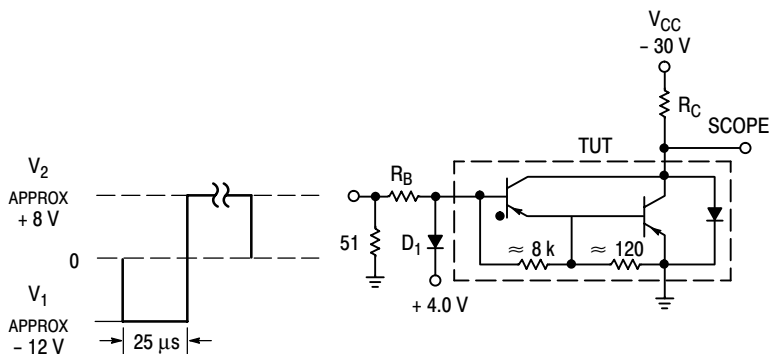 V2
APPROX
+ 8 V
0
V1
APPROX
– 12 V
25 µs
VCC
– 30 V
RC
SCOPE
TUT
RB
51
D1
+ 4.0 V
≈ 8 k
≈ 120